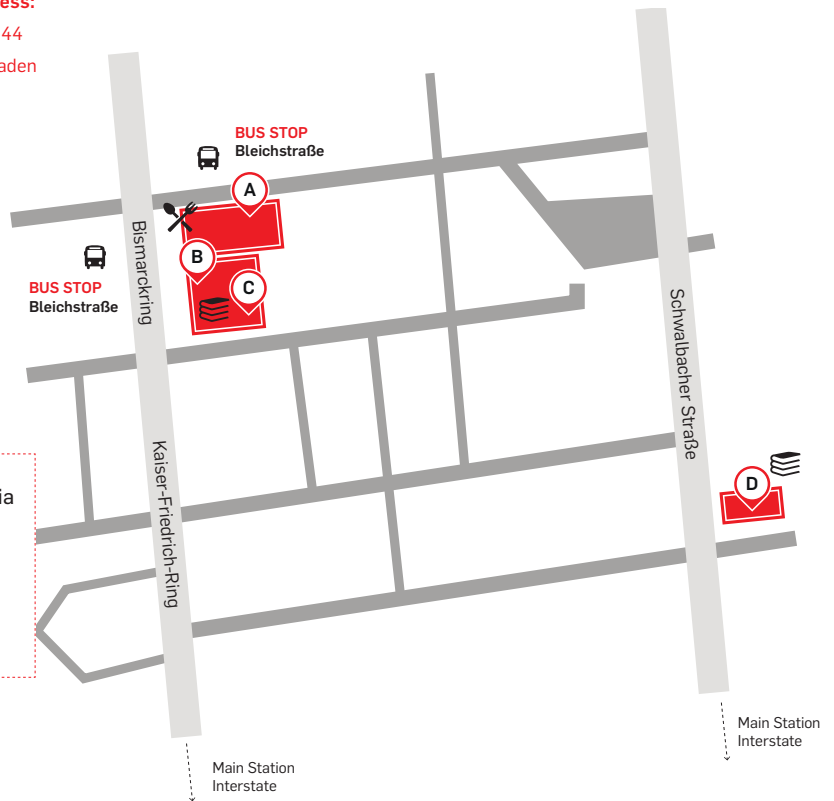 ess:
44
aden
BUS STOP
Bleichstraße
A
B
C
BUS STOP
Bleichstraße
Bismarckring
Schwalbacher Straße
Kaiser-Friedrich-Ring
ia
D
Main Station
Interstate
Main Station
Interstate